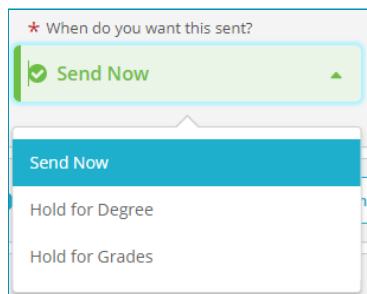 * When do you want this sent?
Send Now
Send Now
Hold for Degree
Hold for Grades